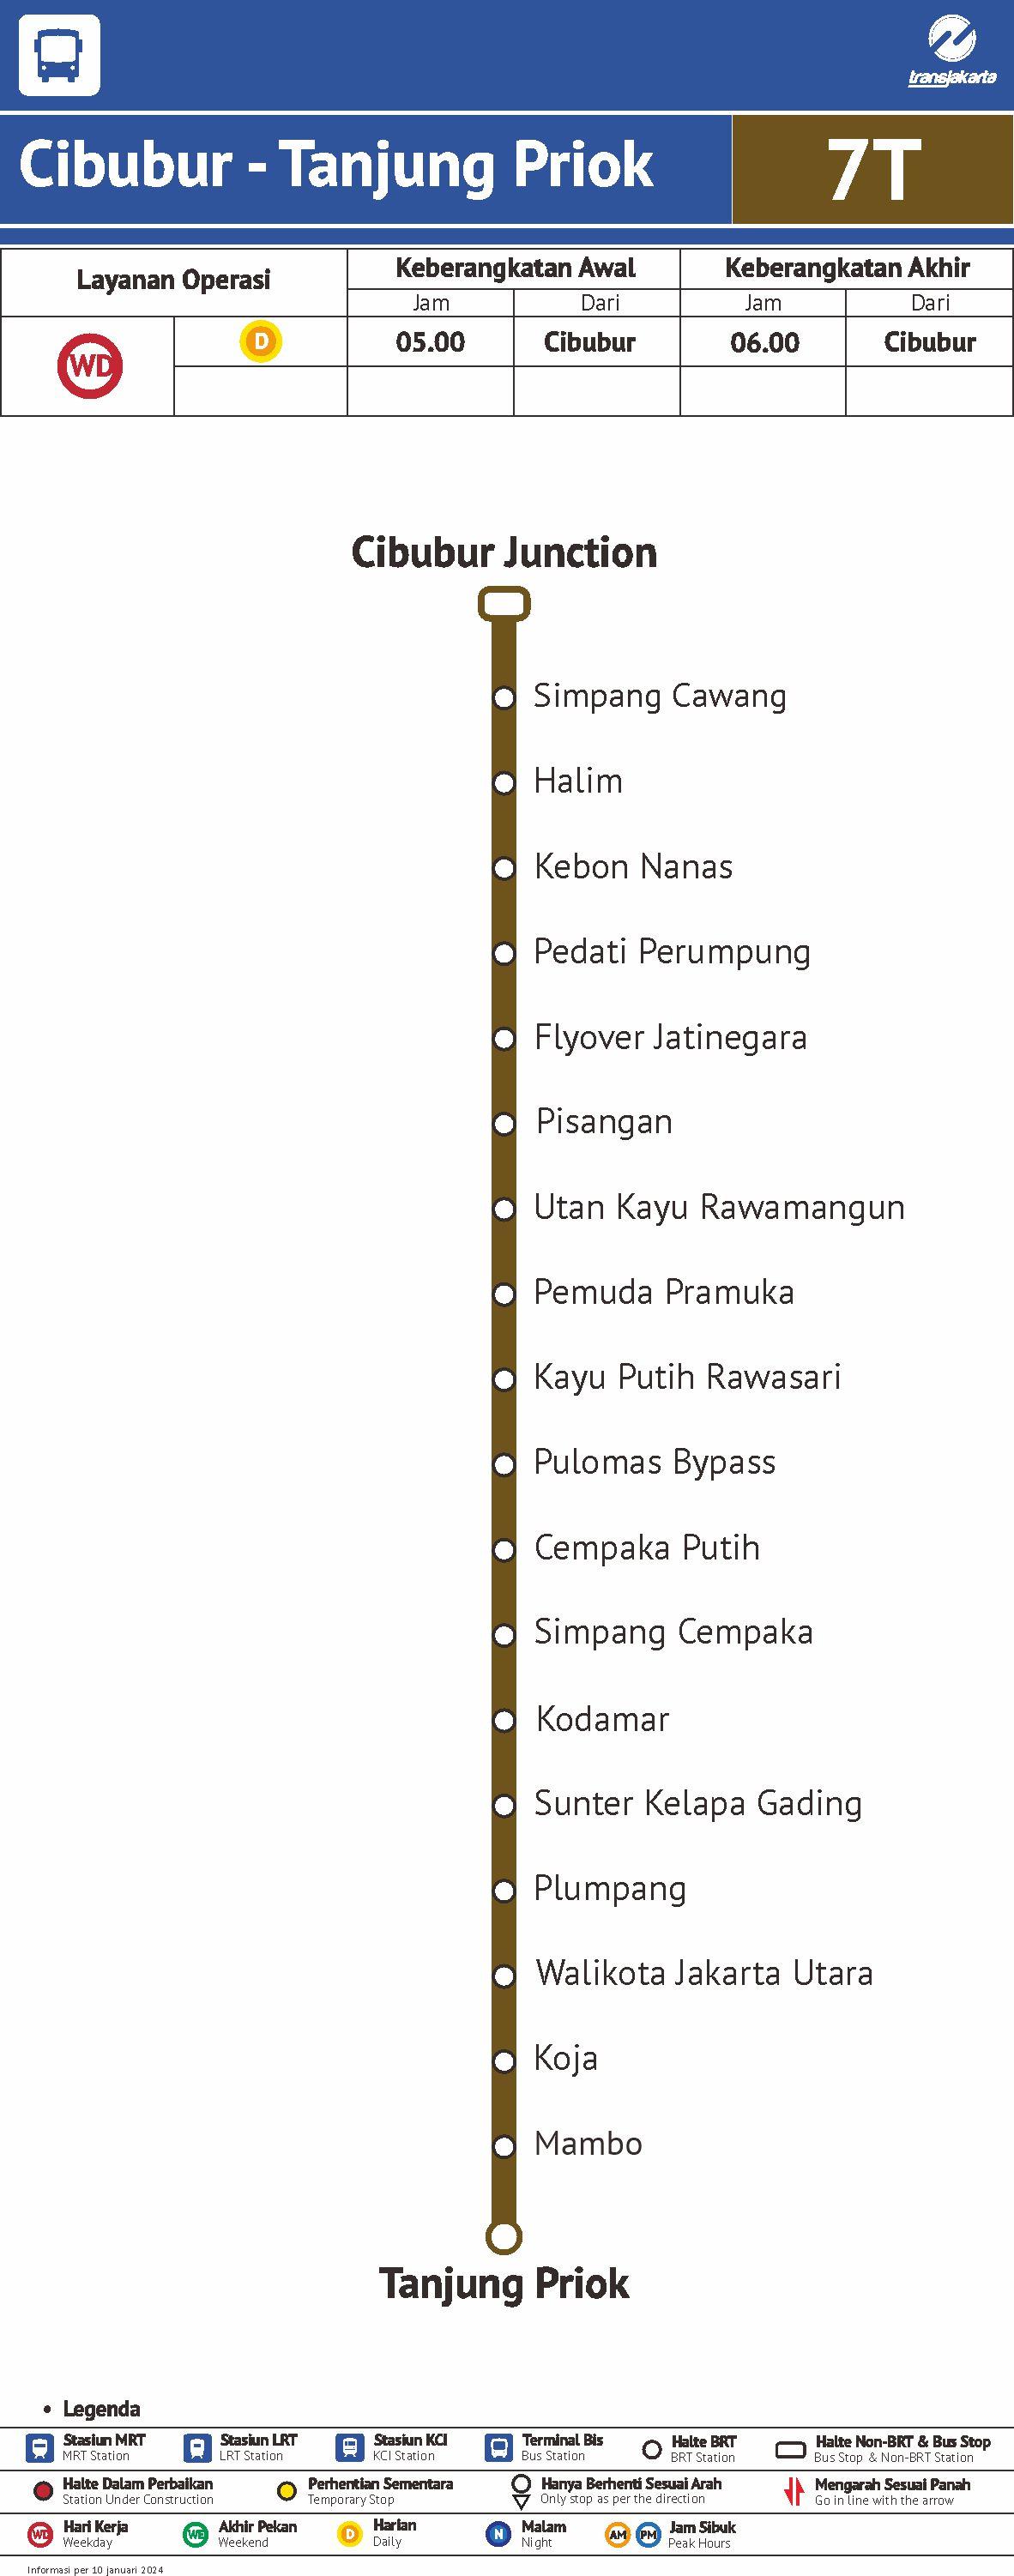 transjakarta
Cibubur - Tanjung Priok
7T
Layanan Operasi
Keberangkatan Awal
Keberangkatan Akhir
Jam
Dari
Jam
Dari
WD
D
05.00
Cibubur
06.00
Cibubur
Cibubur Junction
Simpang Cawang
Halim
Kebon Nanas
Pedati Perumpung
Flyover Jatinegara
Pisangan
Utan Kayu Rawamangun
Pemuda Pramuka
Kayu Putih Rawasari
Pulomas Bypass
Cempaka Putih
Simpang Cempaka
Kodamar
Sunter Kelapa Gading
Plumpang
Walikota Jakarta Utara
Koja
Mambo
Tanjung Priok
• Legenda
Stasiun MRT
MRT Station
Stasiun LRT
LRT Station
Stasiun KCI
KCI Station
Terminal Bis
Bus Station
Halte BRT
BRT Station
Halte Non-BRT & Bus Stop
Bus Stop & Non-BRT Station
Halte Dalam Perbaikan
Station Under Construction
Perhentian Sementara
Temporary Stop
Hanya Berhenti Sesuai Arah
Only stop as per the direction
Mengarah Sesuai Panah
Go in line with the arrow
WD
Hari Kerja
Weekday
WE
Akhir Pekan
Weekend
D
Harian
Daily
N
Malam
Night
AM
PM
Jam Sibuk
Peak Hours
Informasi per 10 januari 2024